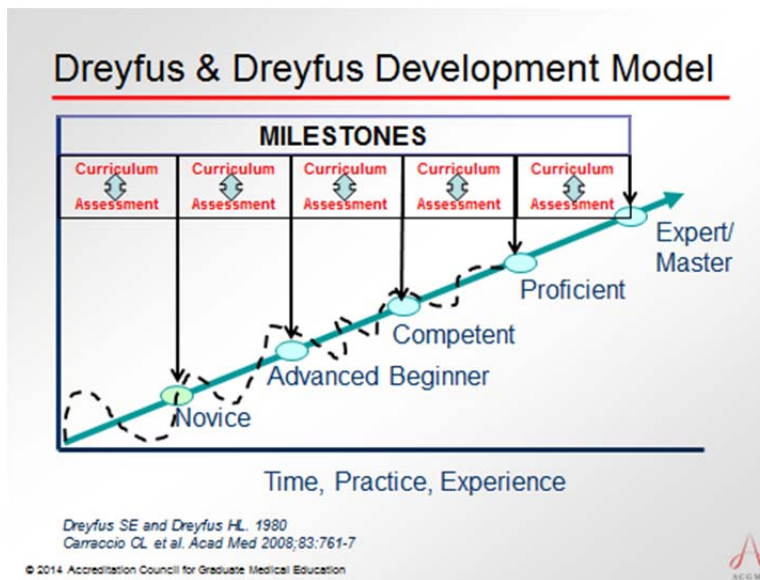 Dreyfus & Dreyfus Development Model
MILESTONES
Curriculum Curriculum Curriculum Curriculum Curriculum
Assessment Assessment Assessment Assessment Assessment
Expert/
Master
Proficient
Competent
Advanced Beginner
Novice
Time, Practice, Experience
Dreyfus SE and Dreyfus HL. 1980
Carraccio CL et al. Acad Med 2008;83:761-7
© 2014 Accreditation Council for Graduate Medical Education
ACGM